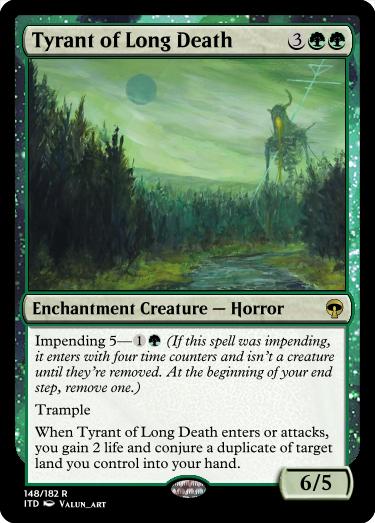 Tyrant of Long Death 3
Enchantment Creature — Horror
Impending 5—1 (If this spell was impending,
it enters with four time counters and isn't a creature
until they're removed. At the beginning of your end
step, remove one.)
Trample
When Tyrant of Long Death enters or attacks,
you gain 2 life and conjure a duplicate of target
land you control into your hand.
6/5
148/182 R
ITD Valun_art